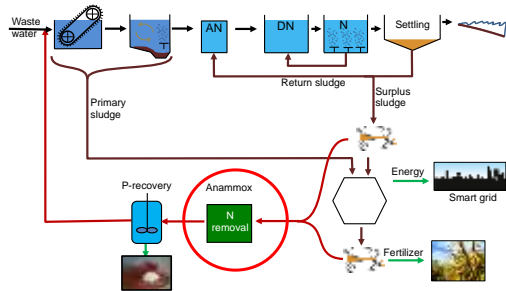 Waste
water
AN
DN
N
Settling
Return sludge
Primary
sludge
Surplus
sludge
Energy
Smart grid
P-recovery
Anammox
N
removal
Fertilizer